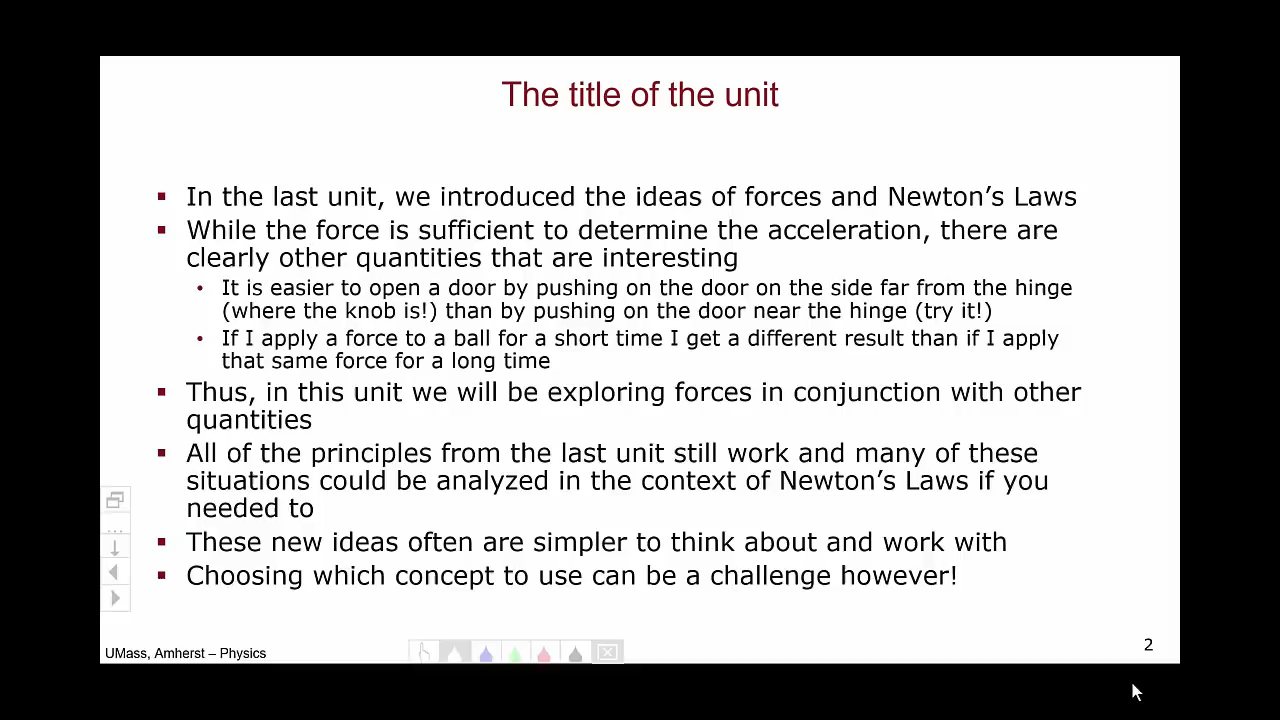 The title of the unit
▪ In the last unit, we introduced the ideas of forces and Newton’s Laws
▪ While the force is sufficient to determine the acceleration, there are
clearly other quantities that are interesting
• It is easier to open a door by pushing on the door on the side far from the hinge
(where the knob is!) than by pushing on the door near the hinge (try it!)
• If I apply a force to a ball for a short time I get a different result than if I apply
that same force for a long time
▪ Thus, in this unit we will be exploring forces in conjunction with other
quantities
▪ All of the principles from the last unit still work and many of these
situations could be analyzed in the context of Newton’s Laws if you
needed to
▪ These new ideas often are simpler to think about and work with
▪ Choosing which concept to use can be a challenge however!
UMass, Amherst – Physics
2